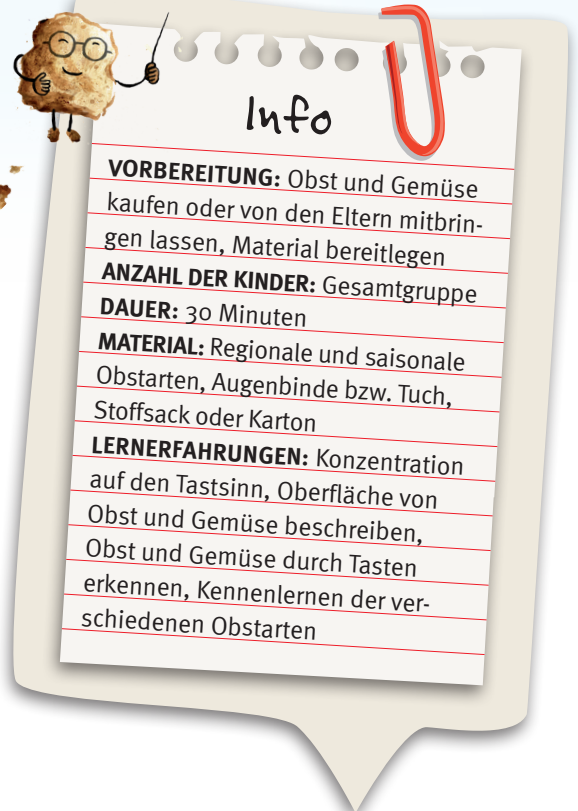 Info
VORBEREITUNG: Obst und Gemüse
kaufen oder von den Eltern mitbrin-
gen lassen, Material bereitlegen
ANZAHL DER KINDER: Gesamtgruppe
DAUER: 30 Minuten
MATERIAL: Regionale und saisonale
Obstarten, Augenbinde bzw. Tuch,
Stoffsack oder Karton
LERNERFAHRUNGEN: Konzentration
auf den Tastsinn, Oberfläche von
Obst und Gemüse beschreiben,
Obst und Gemüse durch Tasten
erkennen, Kennenlernen der ver-
schiedenen Obstarten